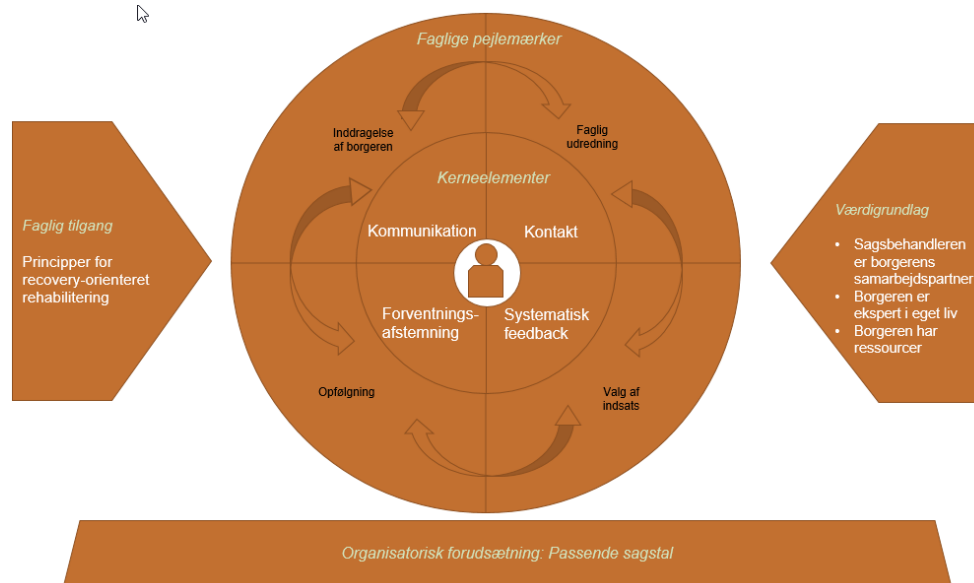 Faglige pejlemærker
Inddragelse
af borgeren
Faglig
udredning
Kerneelementer
Kommunikation
Kontakt
Forventnings-
afstemning
Systematisk
feedback
Opfølgning
Valg af
indsats
Faglig tilgang
Principper for
recovery-orienteret
rehabilitering
Værdigrundlag
• Sagsbehandleren
er borgerens
samarbejdspartner
• Borgeren er
ekspert i eget liv
• Borgeren har
ressourcer
Organisatorisk forudsætning: Passende sagstal